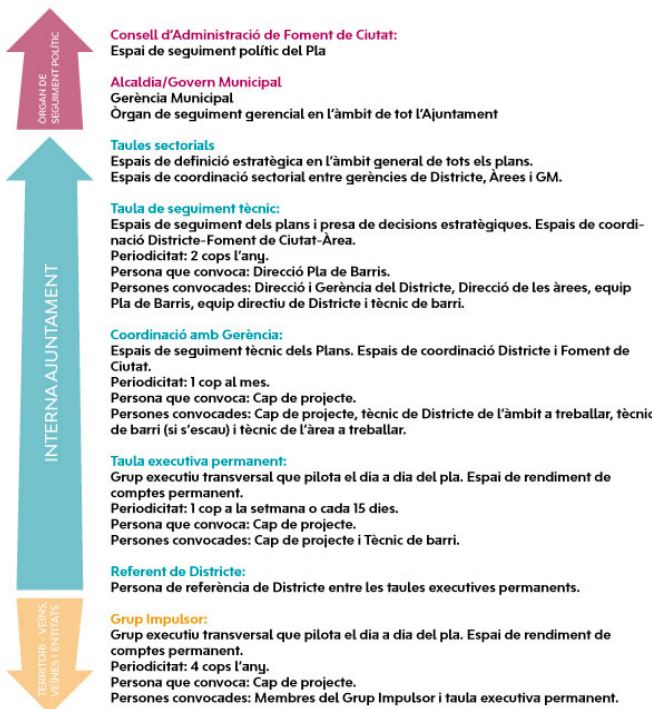 ÒRGAN DE
SEGUIMENT POLÍTIC
Consell d'Administració de Foment de Ciutat:
Espai de seguiment polític del Pla
Alcaldia/Govern Municipal
Gerència Municipal
Òrgan de seguiment gerencial en l'àmbit de tot l'Ajuntament
INTERNA AJUNTAMENT
Taules sectorials
Espais de definició estratègica en l'àmbit general de tots els plans.
Espais de coordinació sectorial entre gerències de Districte, Àrees i GM.
Taula de seguiment tècnic:
Espais de seguiment dels plans i presa de decisions estratègiques. Espais de coordi-
nació Districte-Foment de Ciutat-Àrea.
Periodicitat: 2 cops l'any.
Persona que convoca: Direcció Pla de Barris.
Persones convocades: Direcció i Gerència del Districte, Direcció de les àrees, equip
Pla de Barris, equip directiu de Districte i tècnic de barri.
Coordinació amb Gerència:
Espais de seguiment tècnic dels Plans. Espais de coordinació Districte i Foment de
Ciutat.
Periodicitat: 1 cop al mes.
Persona que convoca: Cap de projecte.
Persones convocades: Cap de projecte, tècnic de Districte de l'àmbit a treballar, tècnic
de barri (si s'escau) i tècnic de l'àrea a treballar.
Taula executiva permanent:
Grup executiu transversal que pilota el dia a dia del pla. Espai de rendiment de
comptes permanent.
Periodicitat: 1 cop a la setmana o cada 15 dies.
Persona que convoca: Cap de projecte.
Persones convocades: Cap de projecte i Tècnic de barri.
Referent de Districte:
Persona de referència de Districte entre les taules executives permanents.
TERRITORI - VEÏNS,
VEÏNES I ENTITATS
Grup Impulsor:
Grup executiu transversal que pilota el dia a dia del pla. Espai de rendiment de
comptes permanent.
Periodicitat: 4 cops l'any.
Persona que convoca: Cap de projecte.
Persones convocades: Membres del Grup Impulsor i taula executiva permanent.